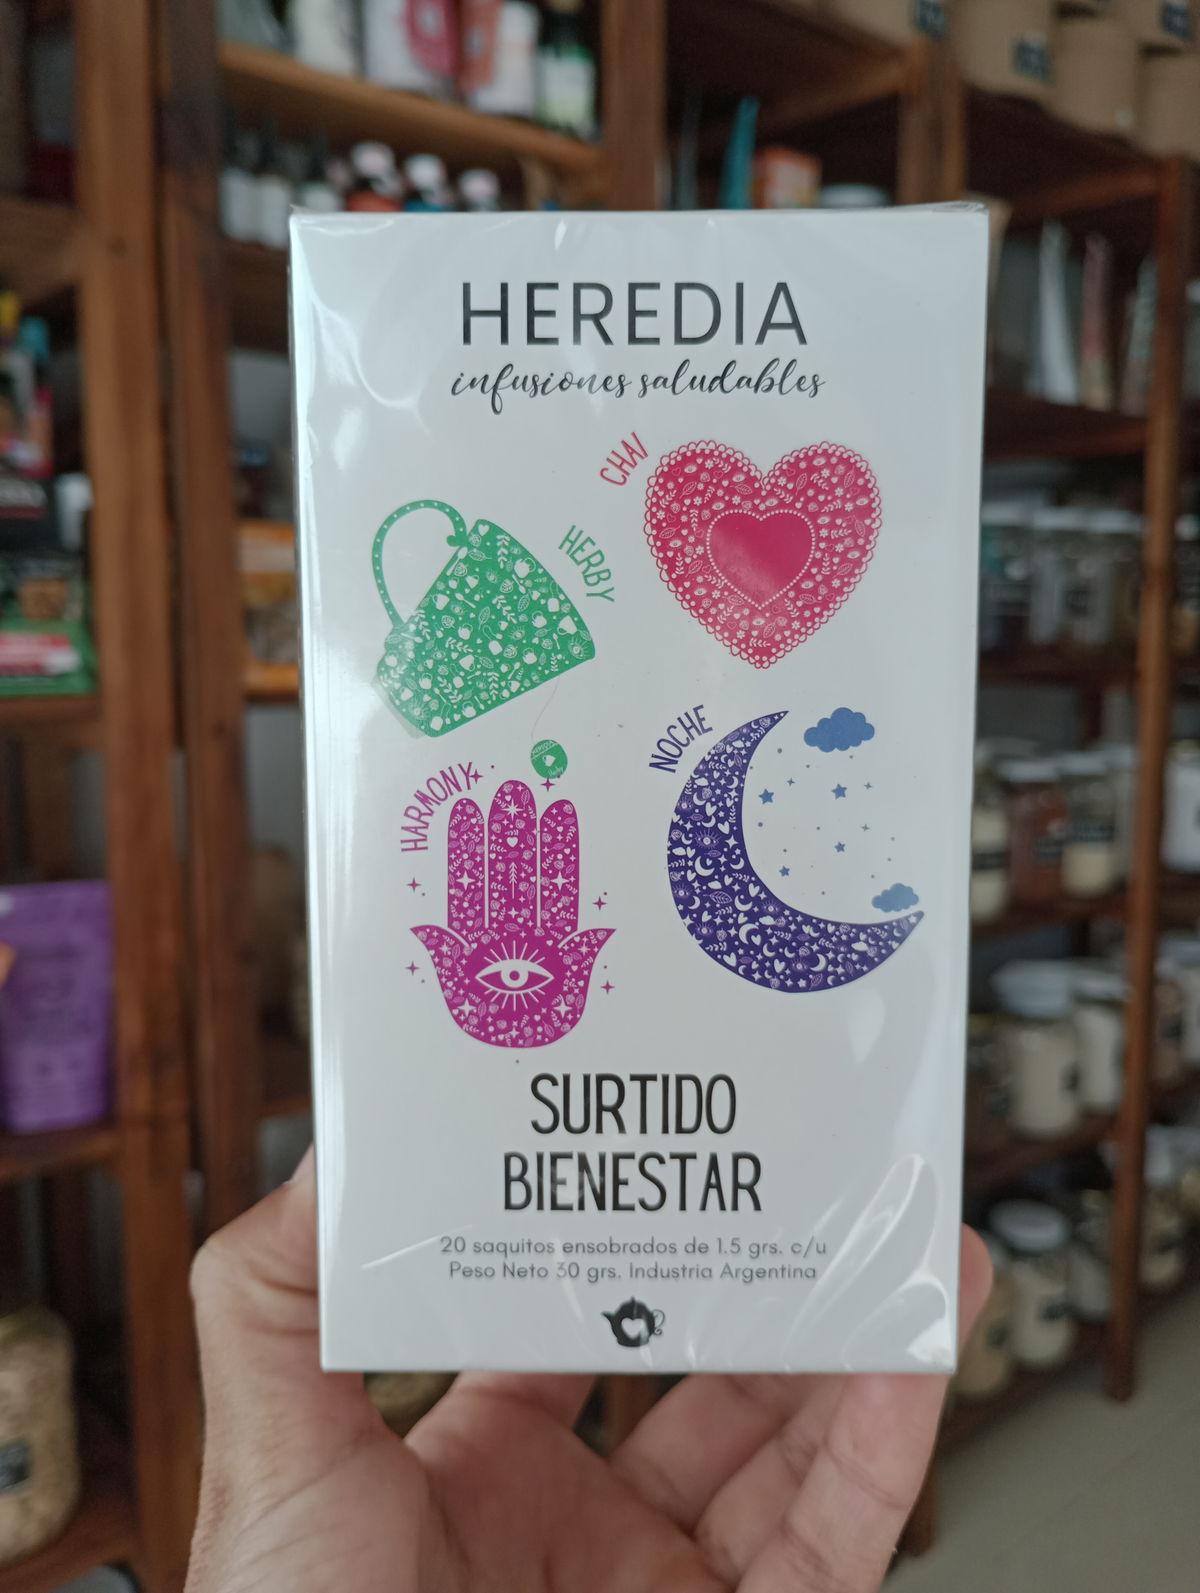 HEREDIA
infusiones saludables
CHAI
HERBY
NOCHE
HARMONY
SURTIDO
BIENESTAR
20 saquitos ensobrados de 1.5 grs. c/u
Peso Neto 30 grs. Industria Argentina